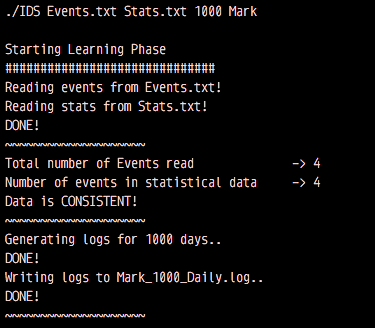 ./IDS Events.txt Stats.txt 1000 Mark
Starting Learning Phase
##############################
Reading events from Events.txt!
Reading stats from Stats.txt!
DONE!
~~~~~~~~~~~~~~~~~~~~
Total number of Events read -> 4
Number of events in statistical data -> 4
Data is CONSISTENT!
~~~~~~~~~~~~~~~~~~~~
Generating logs for 1000 days..
DONE!
Writing logs to Mark_1000_Daily.log..
DONE!
~~~~~~~~~~~~~~~~~~~~